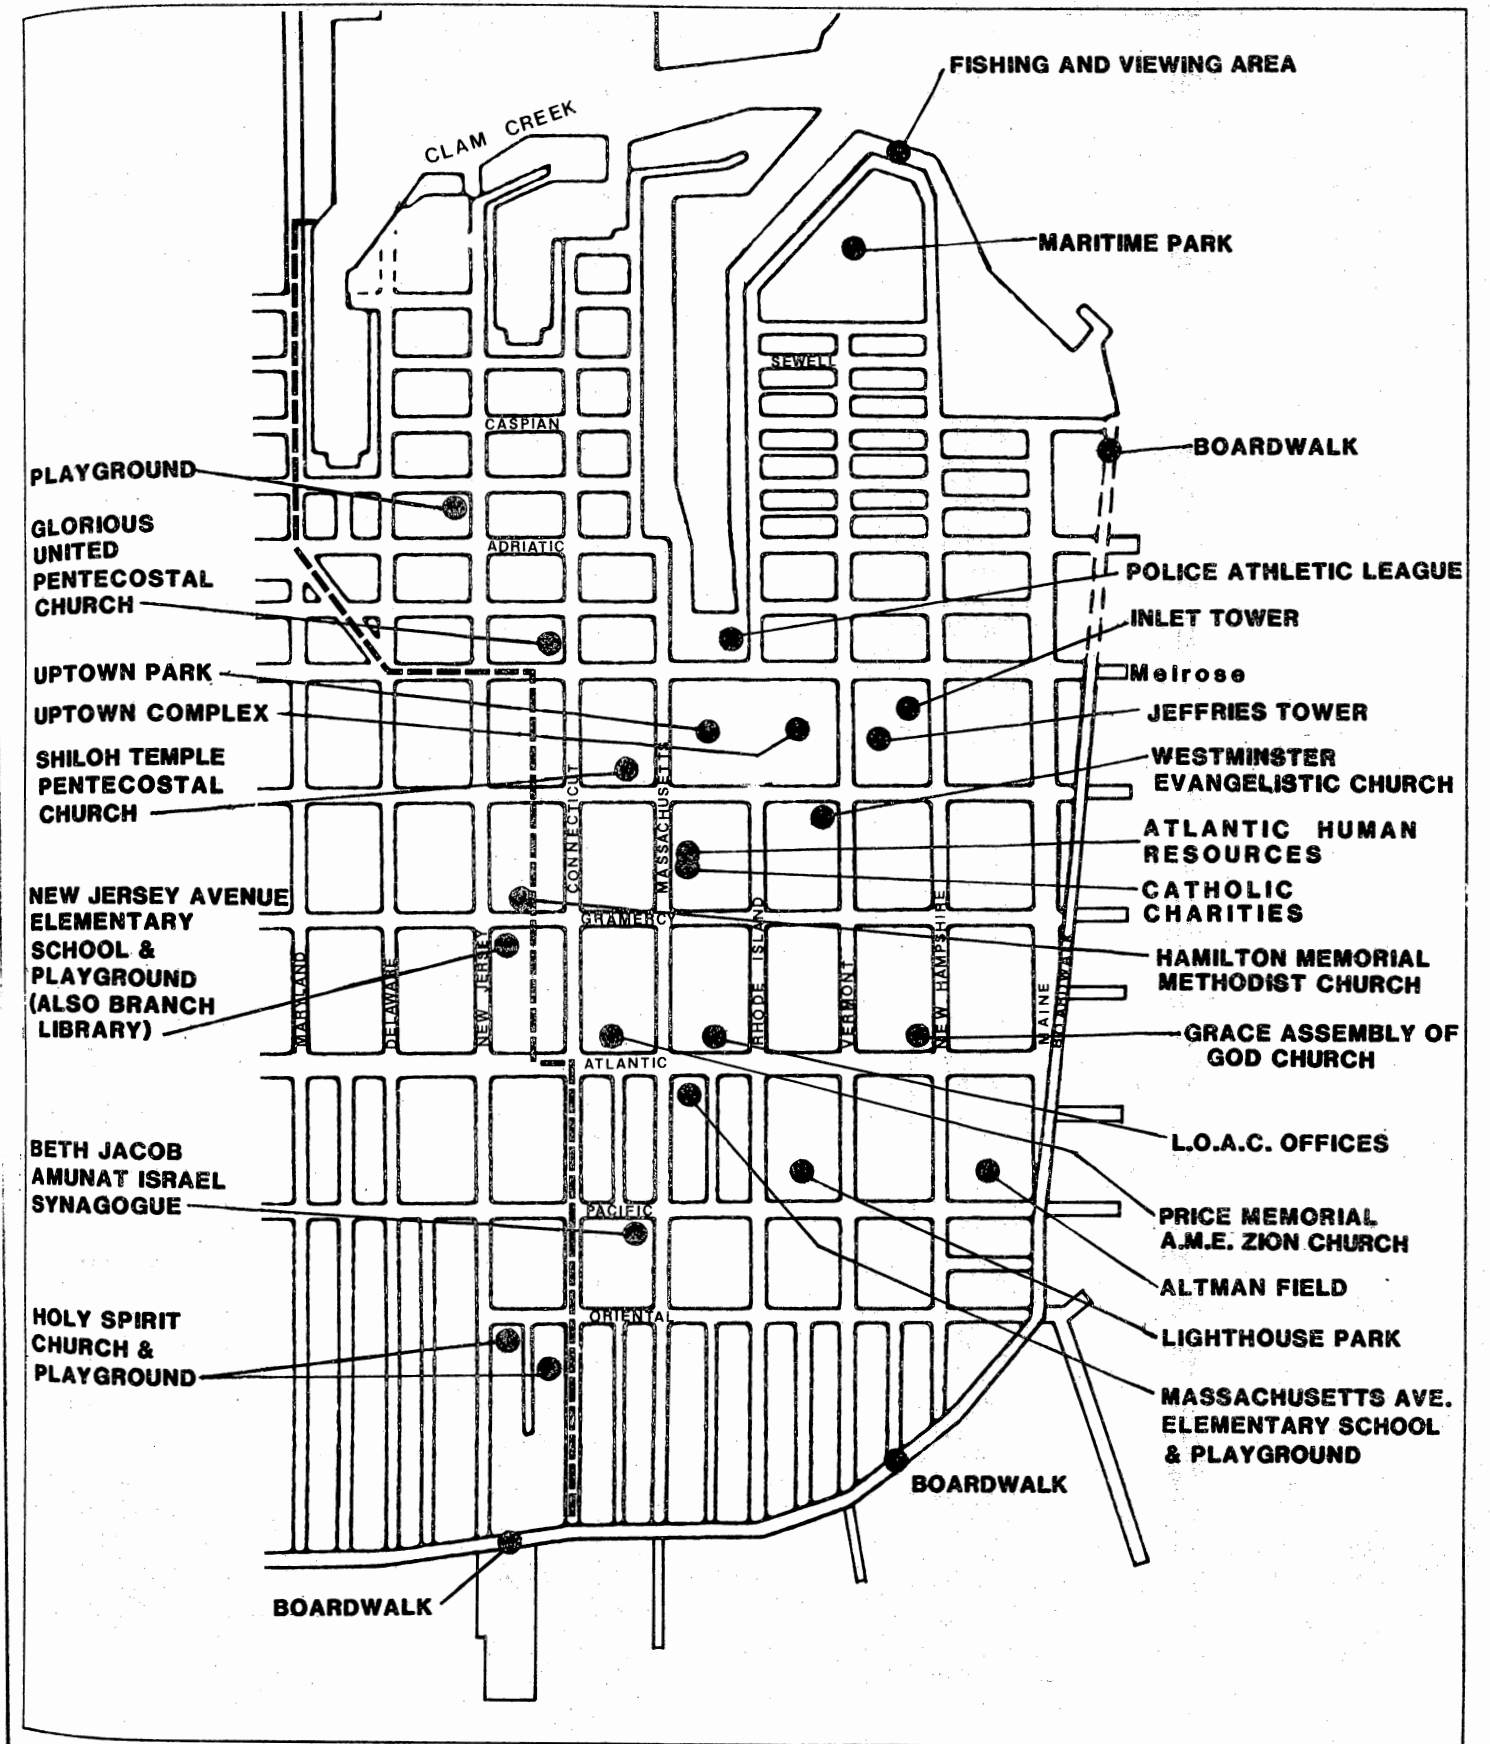 FISHING AND VIEWING AREA
CLAM CREEK
MARITIME PARK
SEWELL
CASPIAN
BOARDWALK
PLAYGROUND
GLORIOUS
UNITED
PENTECOSTAL
CHURCH
ADRIATIC
POLICE ATHLETIC LEAGUE
INLET TOWER
UPTOWN PARK
Melrose
UPTOWN COMPLEX
JEFFRIES TOWER
SHILOH TEMPLE
PENTECOSTAL
CHURCH
WESTMINSTER
EVANGELISTIC CHURCH
CONNECTICUT
MASSACHUSETTS
ATLANTIC HUMAN
RESOURCES
CATHOLIC
CHARITIES
NEW JERSEY AVENUE
ELEMENTARY
SCHOOL &
PLAYGROUND
(ALSO BRANCH
LIBRARY)
GRAMERCY
HAMILTON MEMORIAL
METHODIST CHURCH
MARYLAND
DELAWARE
NEW JERSEY
RHODE ISLAND
VERMONT
NEW HAMPSHIRE
MAINE
BOARDWALK
GRACE ASSEMBLY OF
GOD CHURCH
ATLANTIC
L.O.A.C. OFFICES
BETH JACOB
AMUNAT ISRAEL
SYNAGOGUE
PACIFIC
PRICE MEMORIAL
A.M.E. ZION CHURCH
ALTMAN FIELD
HOLY SPIRIT
CHURCH &
PLAYGROUND
ORIENTAL
LIGHTHOUSE PARK
MASSACHUSETTS AVE.
ELEMENTARY SCHOOL
& PLAYGROUND
BOARDWALK
BOARDWALK